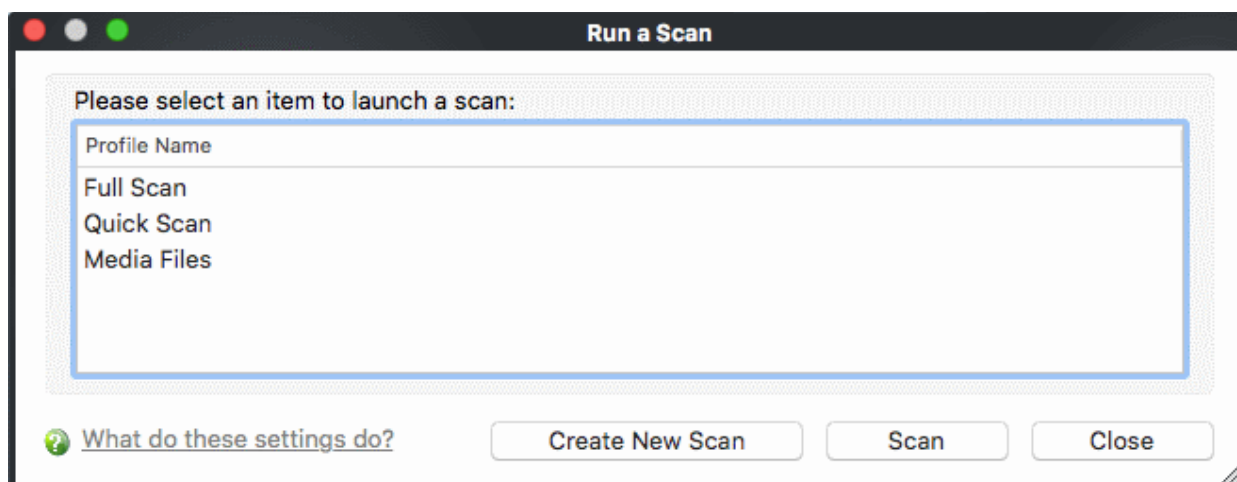 Run a Scan
Please select an item to launch a scan:
Profile Name
Full Scan
Quick Scan
Media Files
What do these settings do?
Create New Scan
Scan
Close